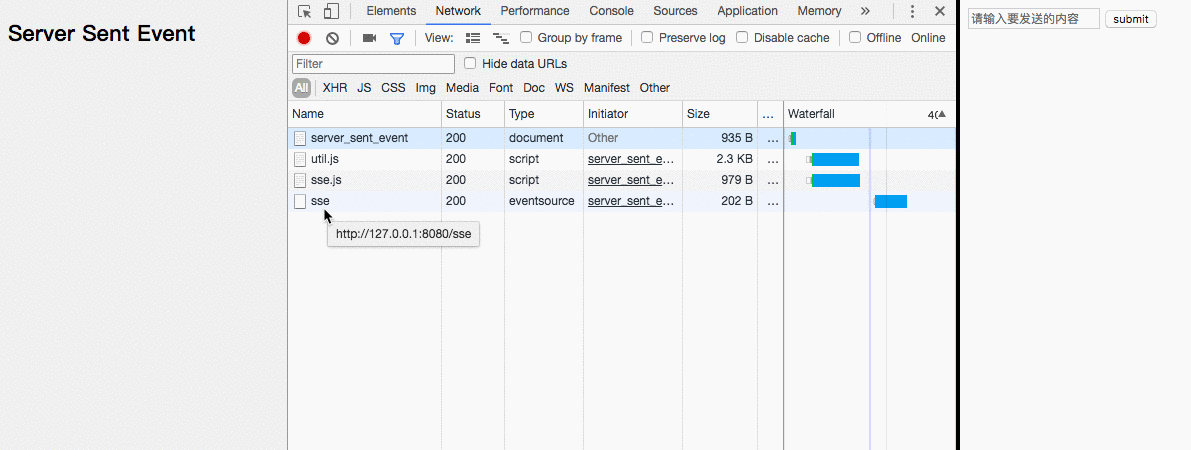 Server Sent Event
Elements Network Performance Console Sources Application Memory »
View: Group by frame Preserve log Disable cache Offline Online
Filter Hide data URLs
All XHR JS CSS Img Media Font Doc WS Manifest Other
Name Status Type Initiator Size ... Waterfall
server_sent_event 200 document Other 935 B ...
util.js 200 script server_sent_e... 2.3 KB ...
sse.js 200 script server_sent_e... 979 B ...
sse 200 eventsource server_sent_e... 202 B ...
http://127.0.0.1:8080/sse
请输入要发送的内容 submit